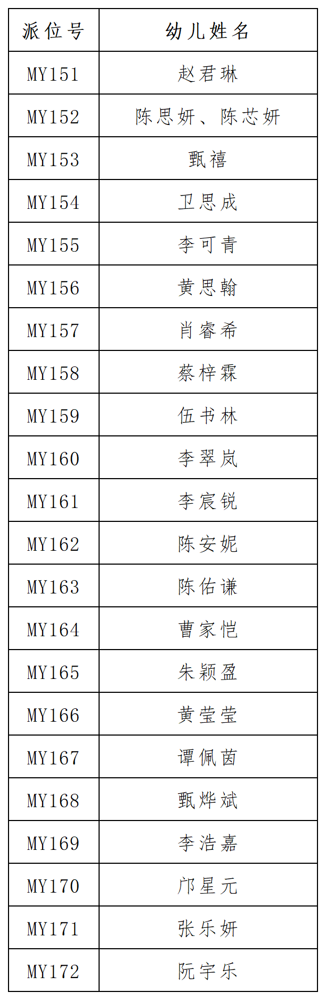 派位号 幼儿姓名
MY151 赵君琳
MY152 陈思妍、陈芯妍
MY153 甄禧
MY154 卫思成
MY155 李可青
MY156 黄思翰
MY157 肖睿希
MY158 蔡梓霖
MY159 伍书林
MY160 李翠岚
MY161 李宸锐
MY162 陈安妮
MY163 陈佑谦
MY164 曹家恺
MY165 朱颖盈
MY166 黄莹莹
MY167 谭佩茵
MY168 甄烨斌
MY169 李浩嘉
MY170 邝星元
MY171 张乐妍
MY172 阮宇乐